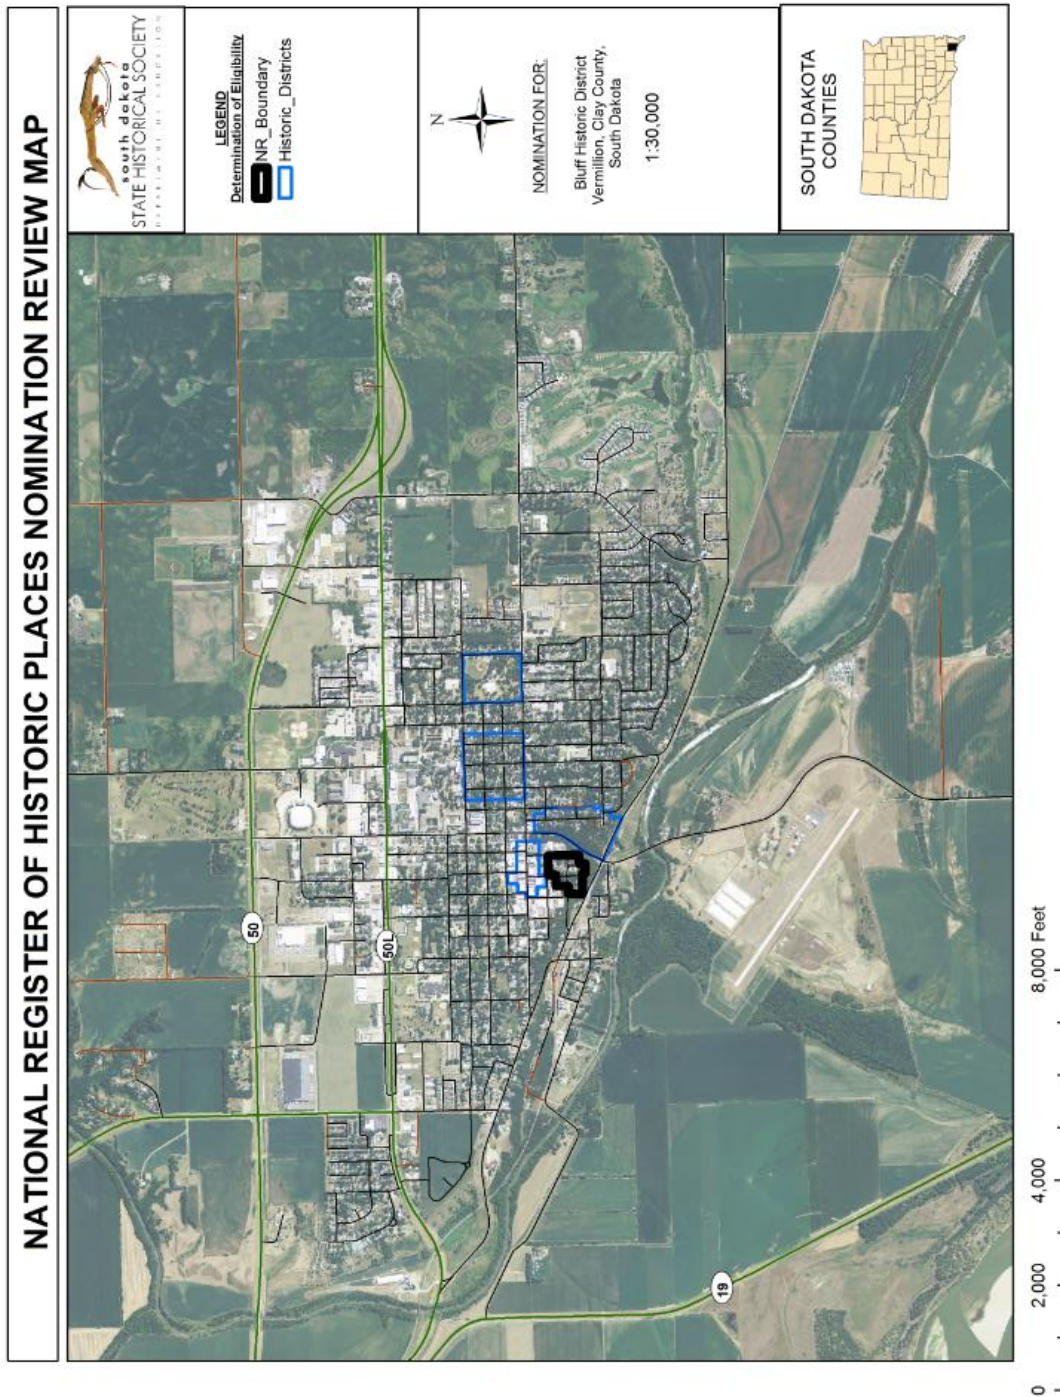 NATIONAL REGISTER OF HISTORIC PLACES NOMINATION REVIEW MAP
south dakota
STATE HISTORICAL SOCIETY
LEGEND
Determination of Eligibility
NR_Boundary
Historic_Districts
N
NOMINATION FOR:
Bluff Historic District
Vermillion, Clay County,
South Dakota
1:30,000
SOUTH DAKOTA
COUNTIES
50
50L
19
0
2,000
4,000
8,000 Feet